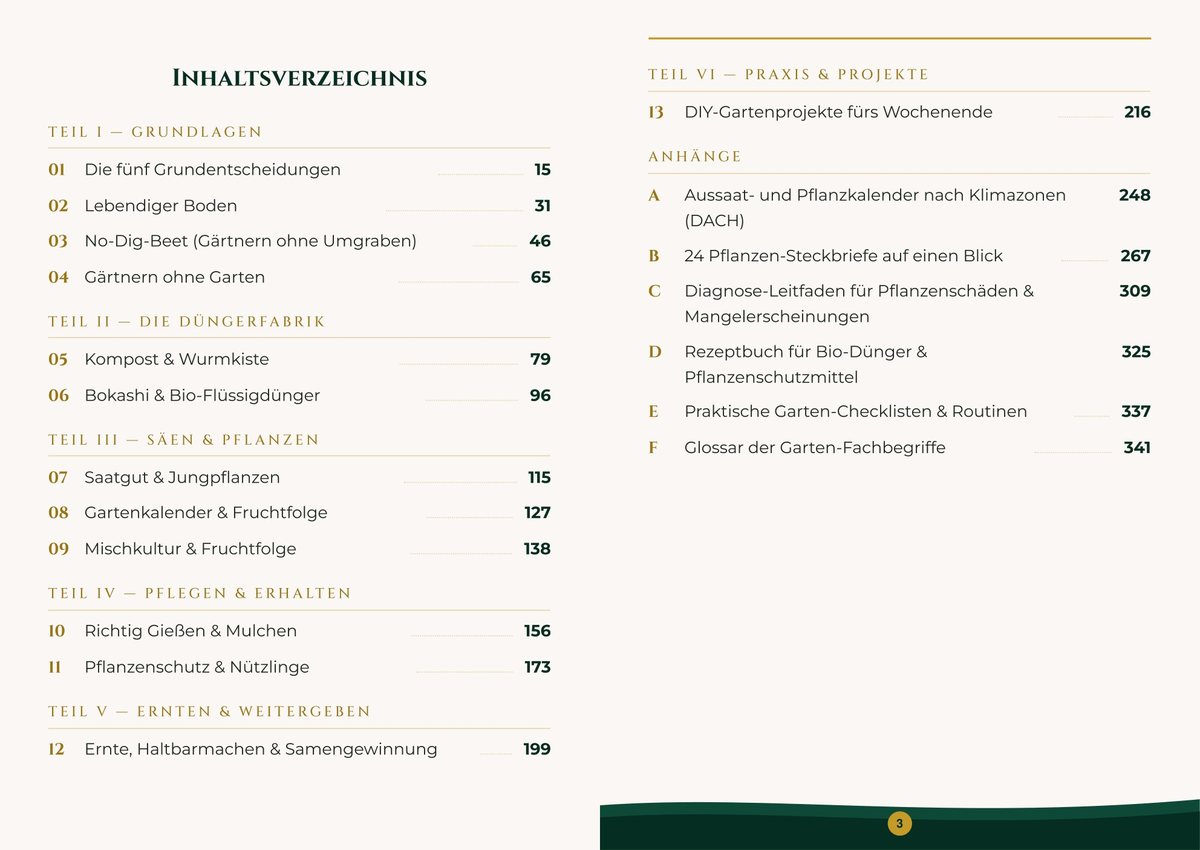 Inhaltsverzeichnis
TEIL I — GRUNDLAGEN
01 Die fünf Grundentscheidungen 15
02 Lebendiger Boden 31
03 No-Dig-Beet (Gärtnern ohne Umgraben) 46
04 Gärtnern ohne Garten 65
TEIL II — DIE DÜNGERFABRIK
05 Kompost & Wurmkiste 79
06 Bokashi & Bio-Flüssigdünger 96
TEIL III — SÄEN & PFLANZEN
07 Saatgut & Jungpflanzen 115
08 Gartenkalender & Fruchtfolge 127
09 Mischkultur & Fruchtfolge 138
TEIL IV — PFLEGEN & ERHALTEN
10 Richtig Gießen & Mulchen 156
11 Pflanzenschutz & Nützlinge 173
TEIL V — ERNTEN & WEITERGEBEN
12 Ernte, Haltbarmachen & Samengewinnung 199
TEIL VI — PRAXIS & PROJEKTE
13 DIY-Gartenprojekte fürs Wochenende 216
ANHÄNGE
A Aussaat- und Pflanzkalender nach Klimazonen 248
(DACH)
B 24 Pflanzen-Steckbriefe auf einen Blick 267
C Diagnose-Leitfaden für Pflanzenschäden & 309
Mangelerscheinungen
D Rezeptbuch für Bio-Dünger & 325
Pflanzenschutzmittel
E Praktische Garten-Checklisten & Routinen 337
F Glossar der Garten-Fachbegriffe 341
3